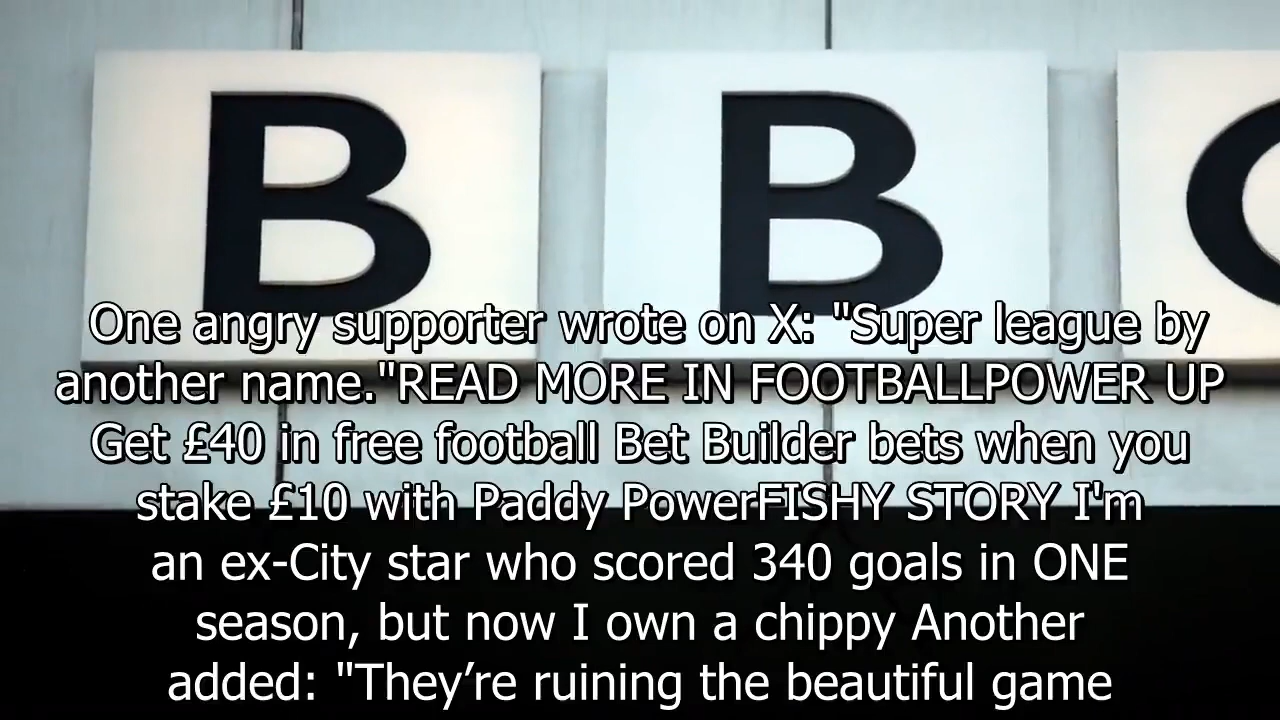 B B C
One angry supporter wrote on X: "Super league by
another name."READ MORE IN FOOTBALLPOWER UP
Get £40 in free football Bet Builder bets when you
stake £10 with Paddy PowerFISHY STORY I'm
an ex-City star who scored 340 goals in ONE
season, but now I own a chippy Another
added: "They’re ruining the beautiful game